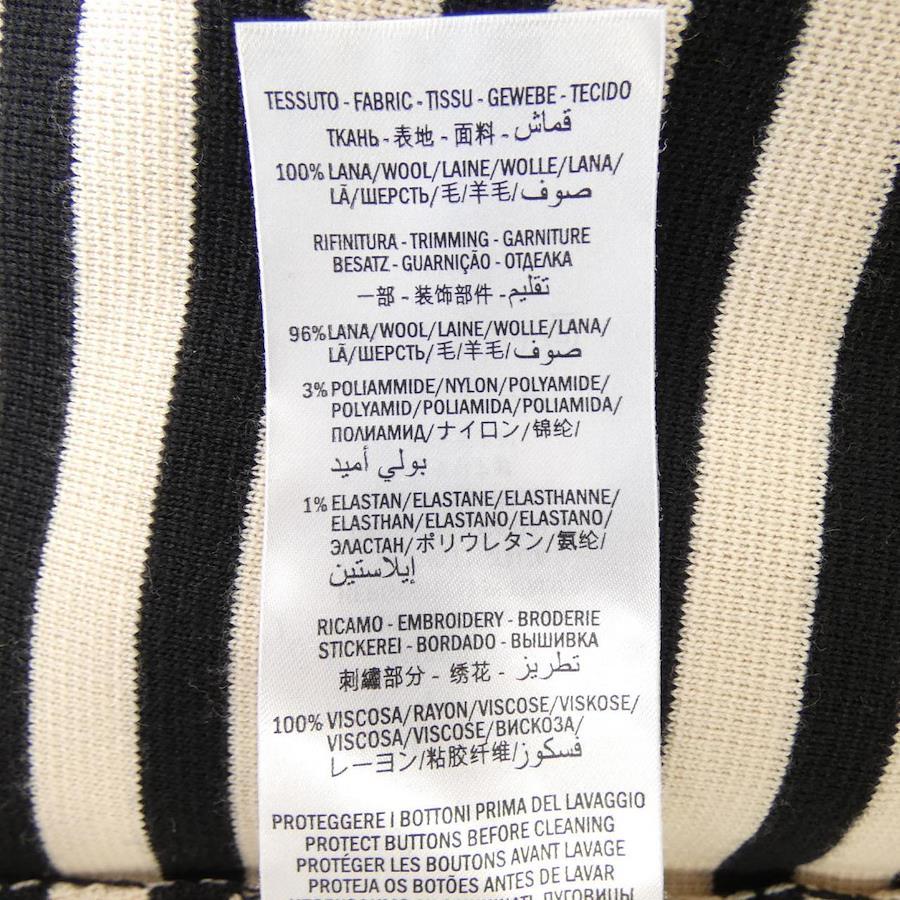 TESSUTO - FABRIC - TISSU - GEWEBE - TECIDO
ТКАНЬ - 表地 - 面料 - قماش
100% LANA/WOOL/LAINE/WOLLE/LANA/
LÃ/ШЕРСТЬ/毛/羊毛/صوف
RIFINITURA - TRIMMING - GARNITURE
BESATZ - GUARNIÇÃO - ОТДЕЛКА
一部 - 装饰部件 - تقليم
96% LANA/WOOL/LAINE/WOLLE/LANA/
LÃ/ШЕРСТЬ/毛/羊毛/صوف
3% POLIAMMIDE/NYLON/POLYAMIDE/
POLYAMID/POLIAMIDA/POLIAMIDA/
ПОЛИАМИД/ナイロン/锦纶/
بولي أميد
1% ELASTAN/ELASTANE/ELASTHANNE/
ELASTHAN/ELASTANO/ELASTANO/
ЭЛАСТАН/ポリウレタン/氨纶/
إيلاستين
RICAMO - EMBROIDERY - BRODERIE
STICKEREI - BORDADO - ВЫШИВКА
刺繍部分 - 绣花 - تطريز
100% VISCOSA/RAYON/VISCOSE/VISKOSE/
VISCOSA/VISCOSE/ВИСКОЗА/
レーヨン/粘胶纤维/فسكوز
PROTEGGERE I BOTTONI PRIMA DEL LAVAGGIO
PROTECT BUTTONS BEFORE CLEANING
PROTÉGER LES BOUTONS AVANT LAVAGE
PROTEJA OS BOTÕES ANTES DE LAVAR
ПУГОВИЦЫ